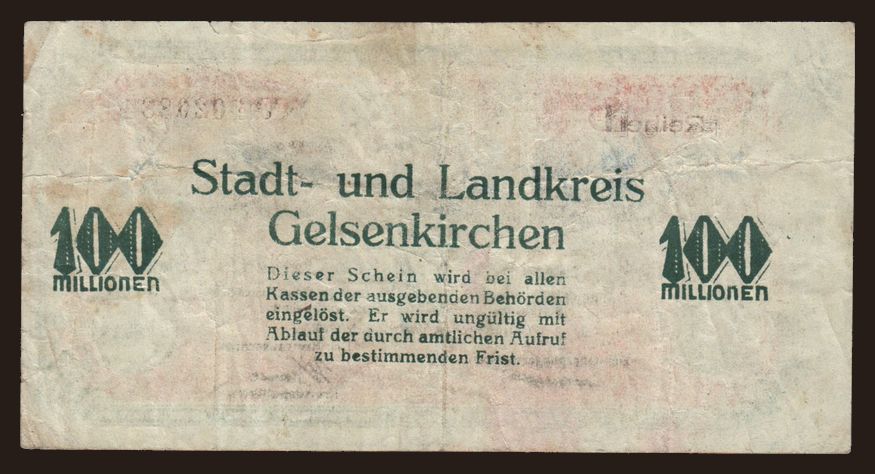 Stadt- und Landkreis
Gelsenkirchen
100
MILLIONEN
Dieser Schein wird bei allen
Kassen der ausgebenden Behörden
eingelöst. Er wird ungültig mit
Ablauf der durch amtlichen Aufruf
zu bestimmenden Frist.
100
MILLIONEN